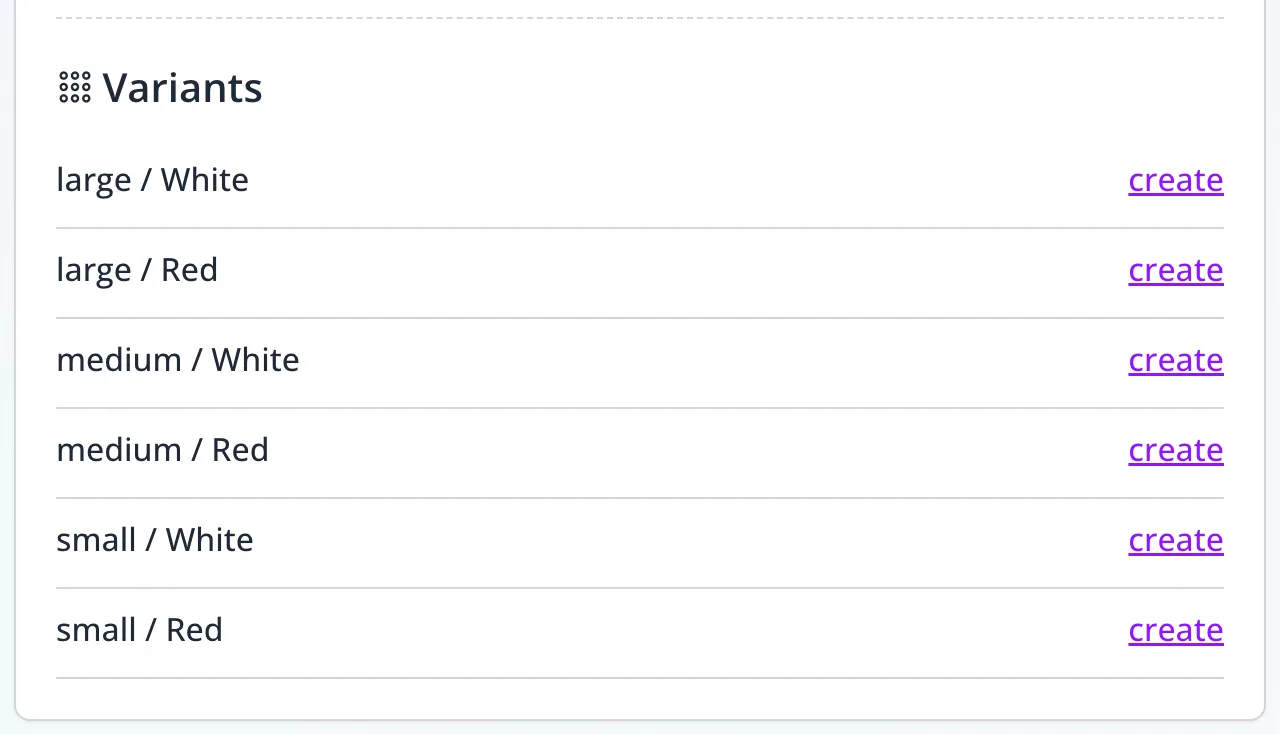 Variants
large / White create
large / Red create
medium / White create
medium / Red create
small / White create
small / Red create